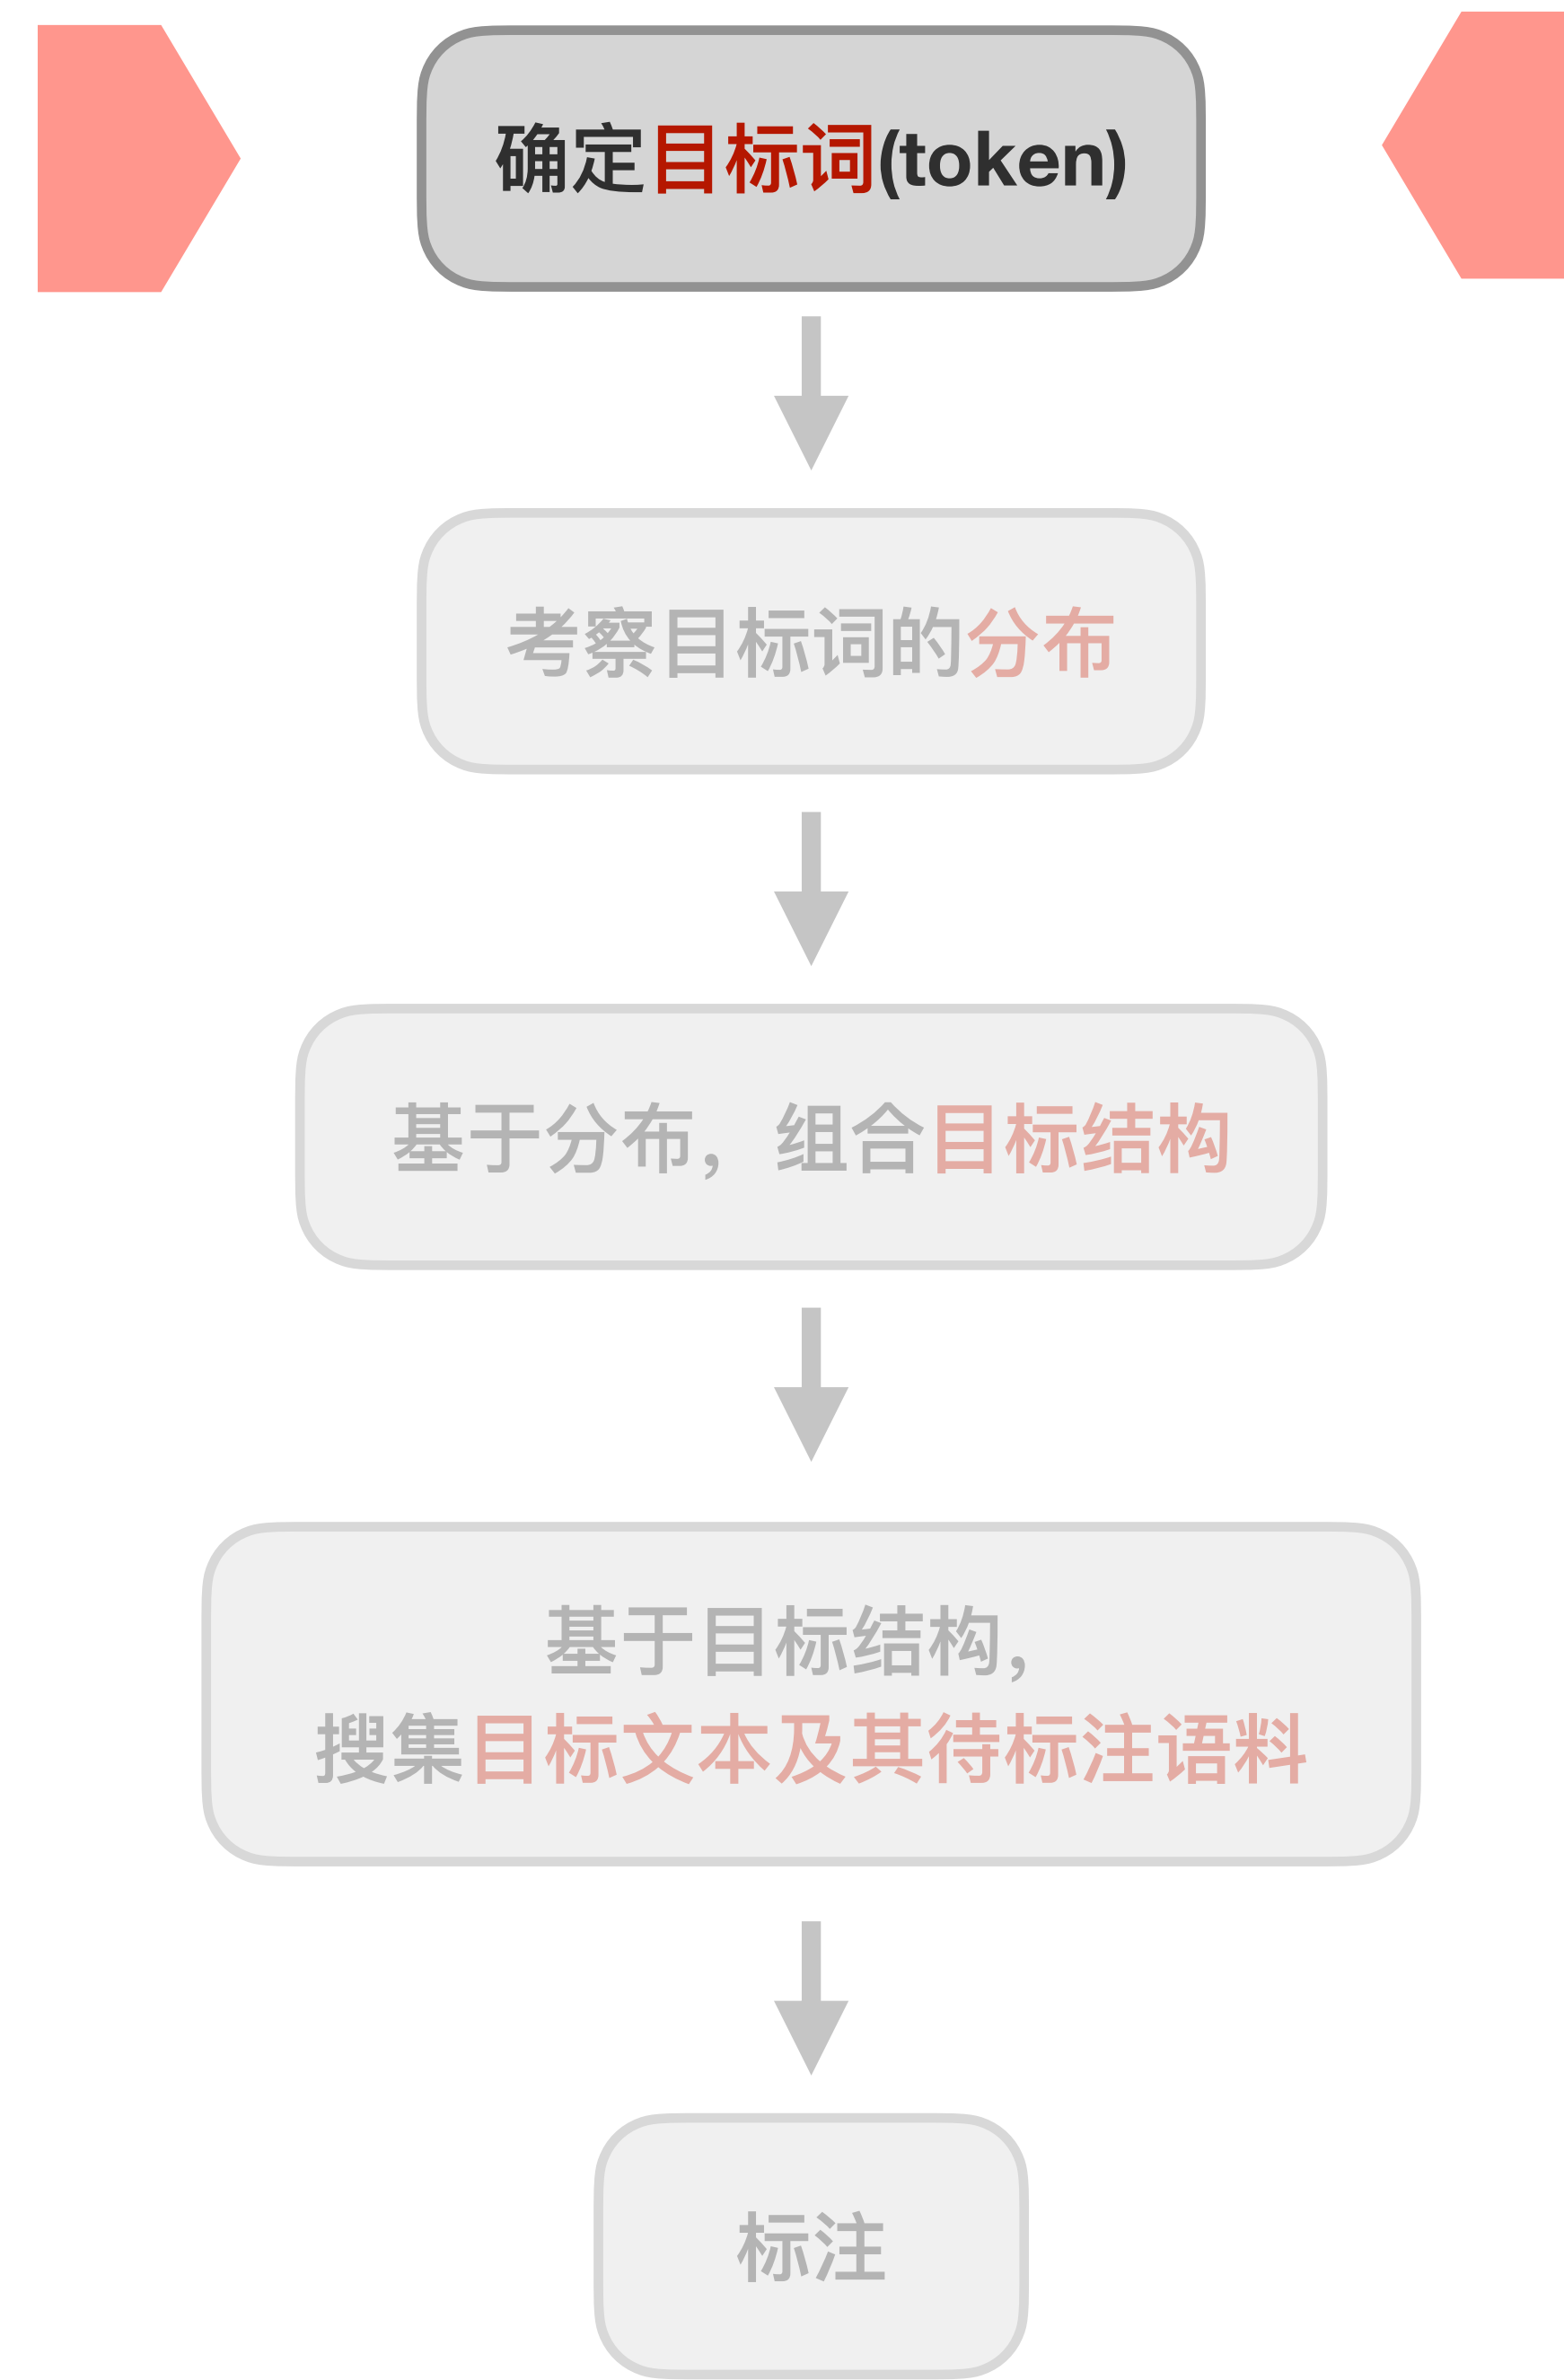 确定目标词(token)
考察目标词的分布
基于分布，组合目标结构
基于目标结构，
搜集目标文本及其待标注语料
标注